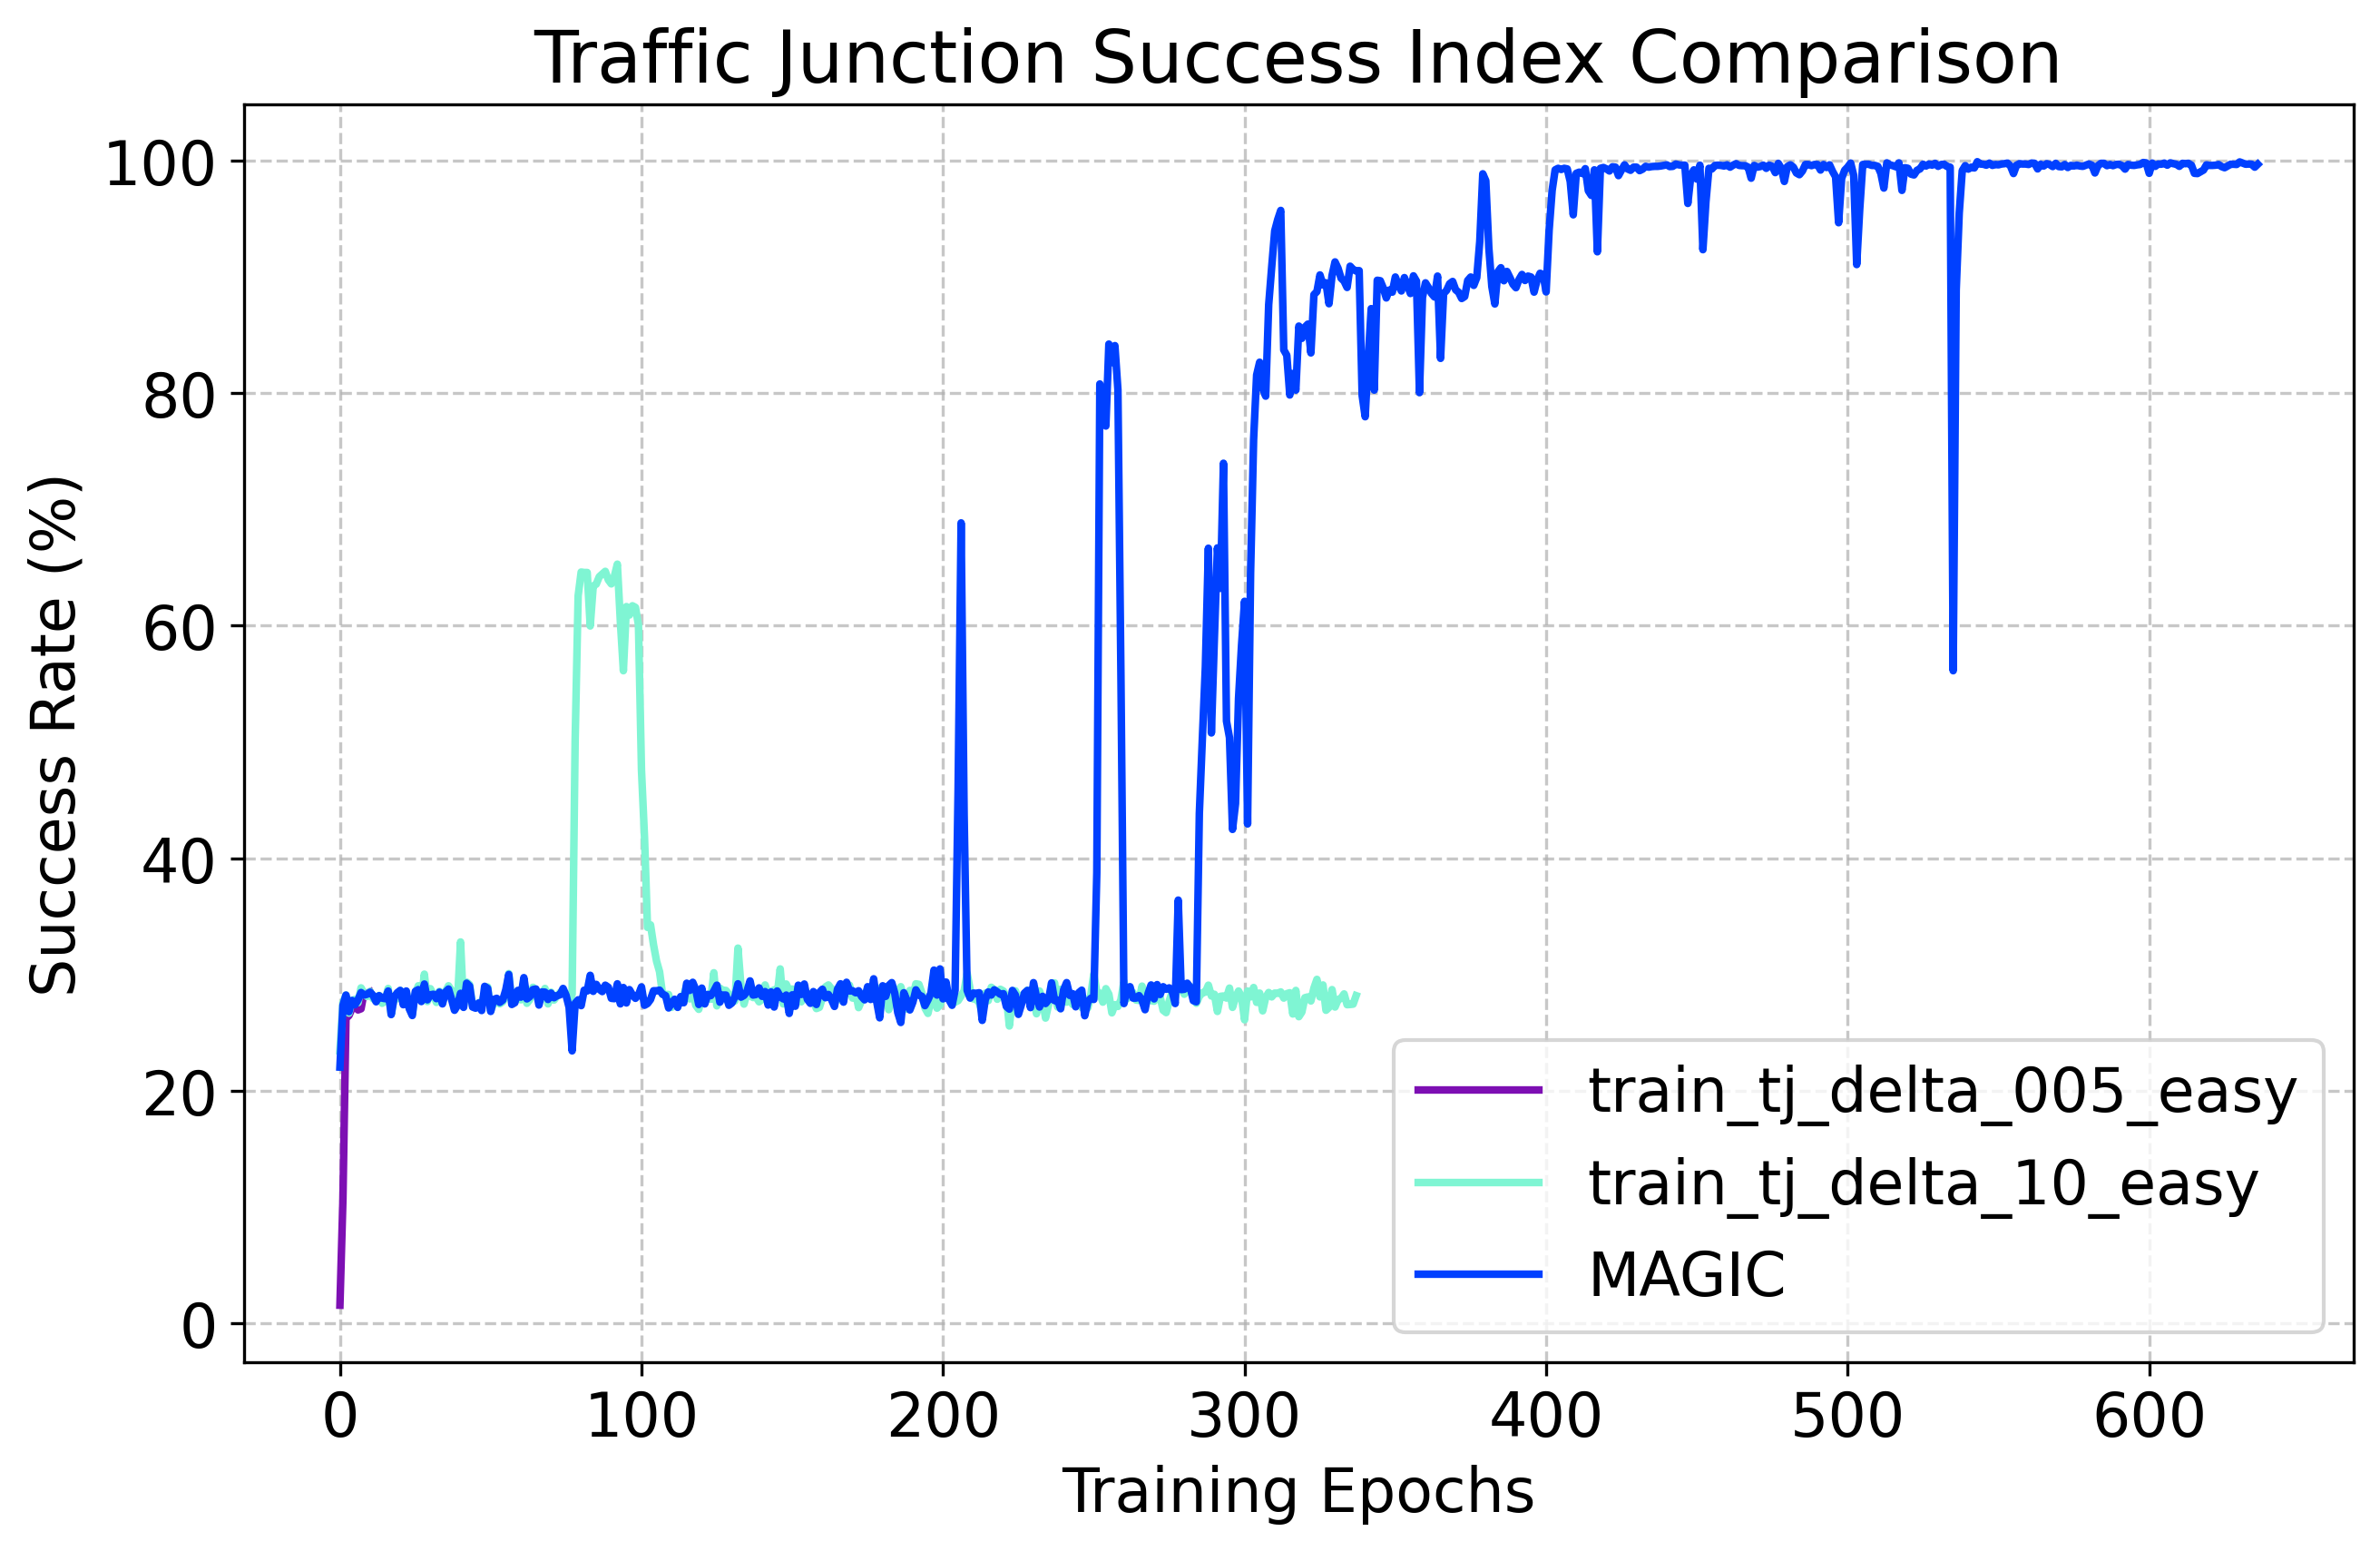 Traffic Junction Success Index Comparison
Success Rate (%)
100
80
60
40
20
0
train_tj_delta_005_easy
train_tj_delta_10_easy
MAGIC
0 100 200 300 400 500 600
Training Epochs